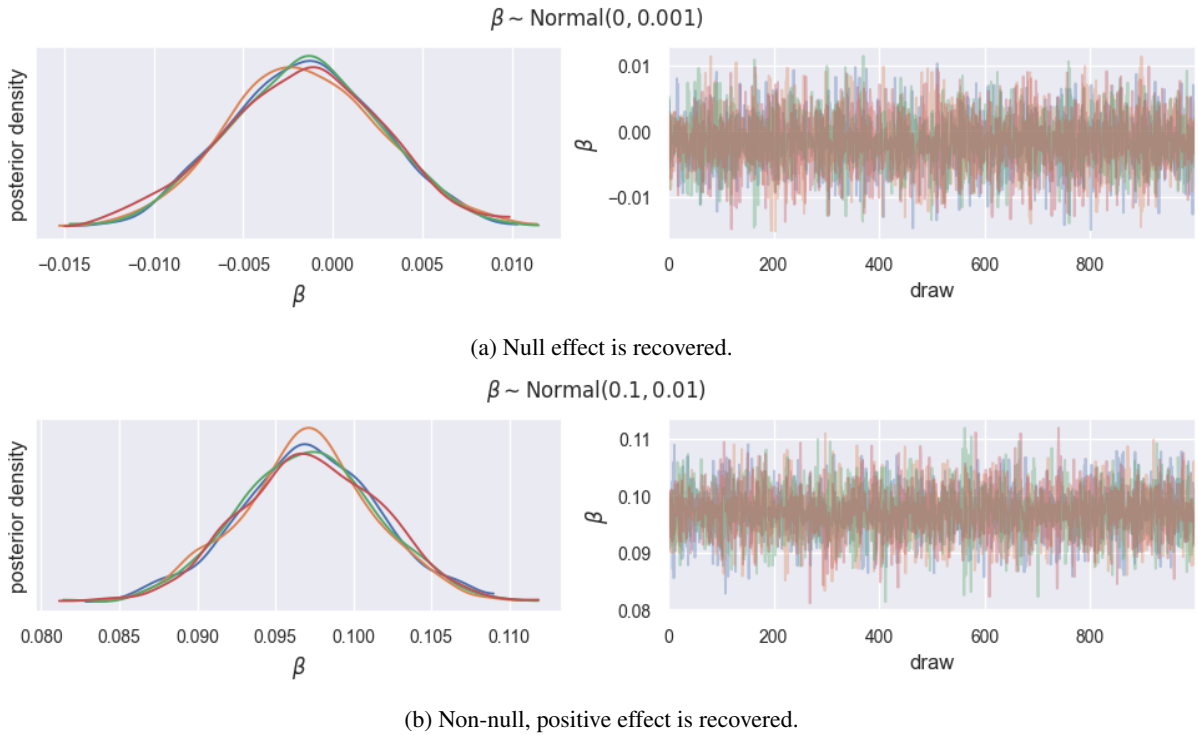 β ~ Normal(0, 0.001)
posterior density
−0.015 −0.010 −0.005 0.000 0.005 0.010
β
β
0.01
0.00
−0.01
0 200 400 600 800
draw
(a) Null effect is recovered.
β ~ Normal(0.1, 0.01)
posterior density
0.080 0.085 0.090 0.095 0.100 0.105 0.110
β
β
0.11
0.10
0.09
0.08
0 200 400 600 800
draw
(b) Non-null, positive effect is recovered.